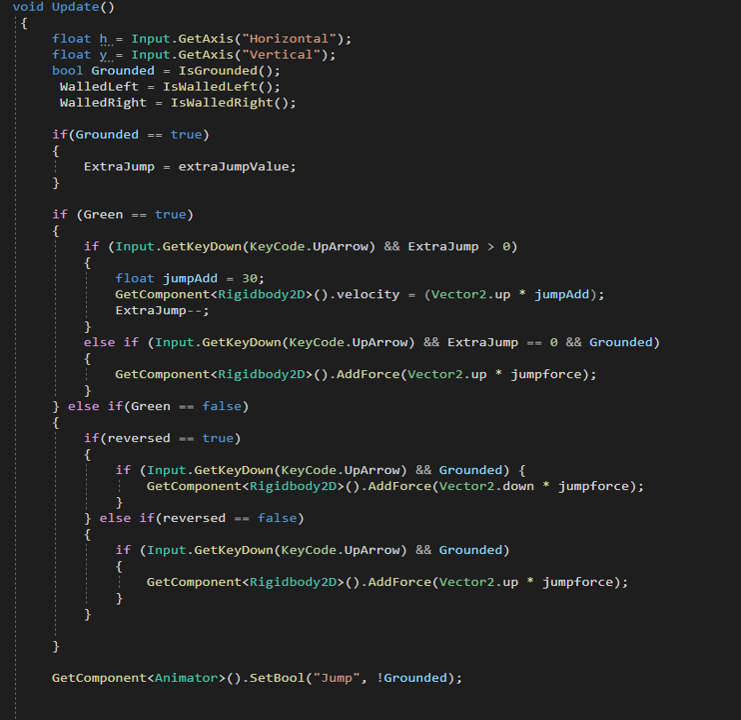 void Update()
{
float h = Input.GetAxis("Horizontal");
float y = Input.GetAxis("Vertical");
bool Grounded = IsGrounded();
WalledLeft = IsWalledLeft();
WalledRight = IsWalledRight();
if(Grounded == true)
{
ExtraJump = extraJumpValue;
}
if (Green == true)
{
if (Input.GetKeyDown(KeyCode.UpArrow) && ExtraJump > 0)
{
float jumpAdd = 30;
GetComponent<Rigidbody2D>().velocity = (Vector2.up * jumpAdd);
ExtraJump--;
}
else if (Input.GetKeyDown(KeyCode.UpArrow) && ExtraJump == 0 && Grounded)
{
GetComponent<Rigidbody2D>().AddForce(Vector2.up * jumpforce);
}
} else if(Green == false)
{
if(reversed == true)
{
if (Input.GetKeyDown(KeyCode.UpArrow) && Grounded) {
GetComponent<Rigidbody2D>().AddForce(Vector2.down * jumpforce);
}
} else if(reversed == false)
{
if (Input.GetKeyDown(KeyCode.UpArrow) && Grounded)
{
GetComponent<Rigidbody2D>().AddForce(Vector2.up * jumpforce);
}
}
}
GetComponent<Animator>().SetBool("Jump", !Grounded);